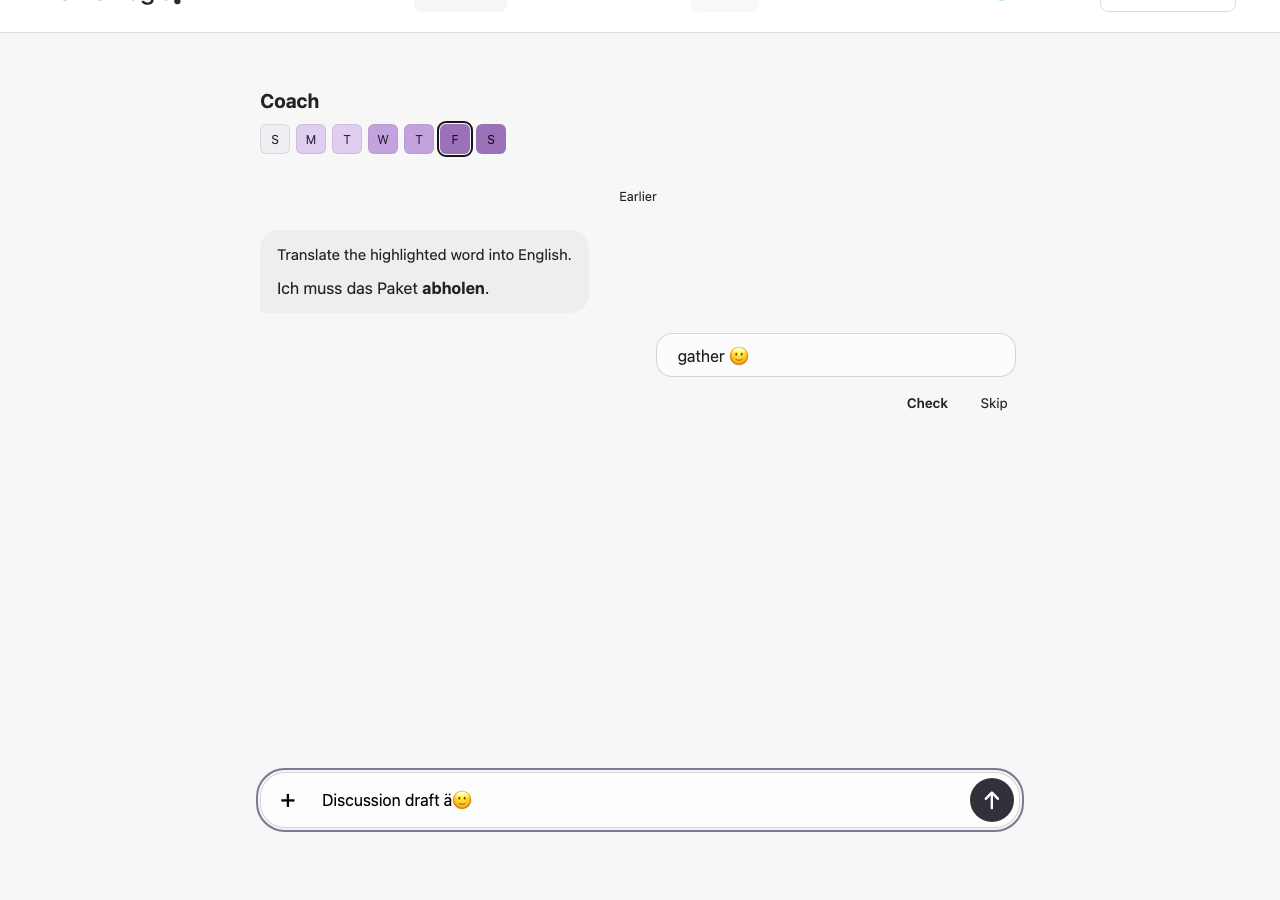 Coach
S M T W T F S
Earlier
Translate the highlighted word into English.
Ich muss das Paket abholen.
gather 🙂
Check Skip
+ Discussion draft ä🙂